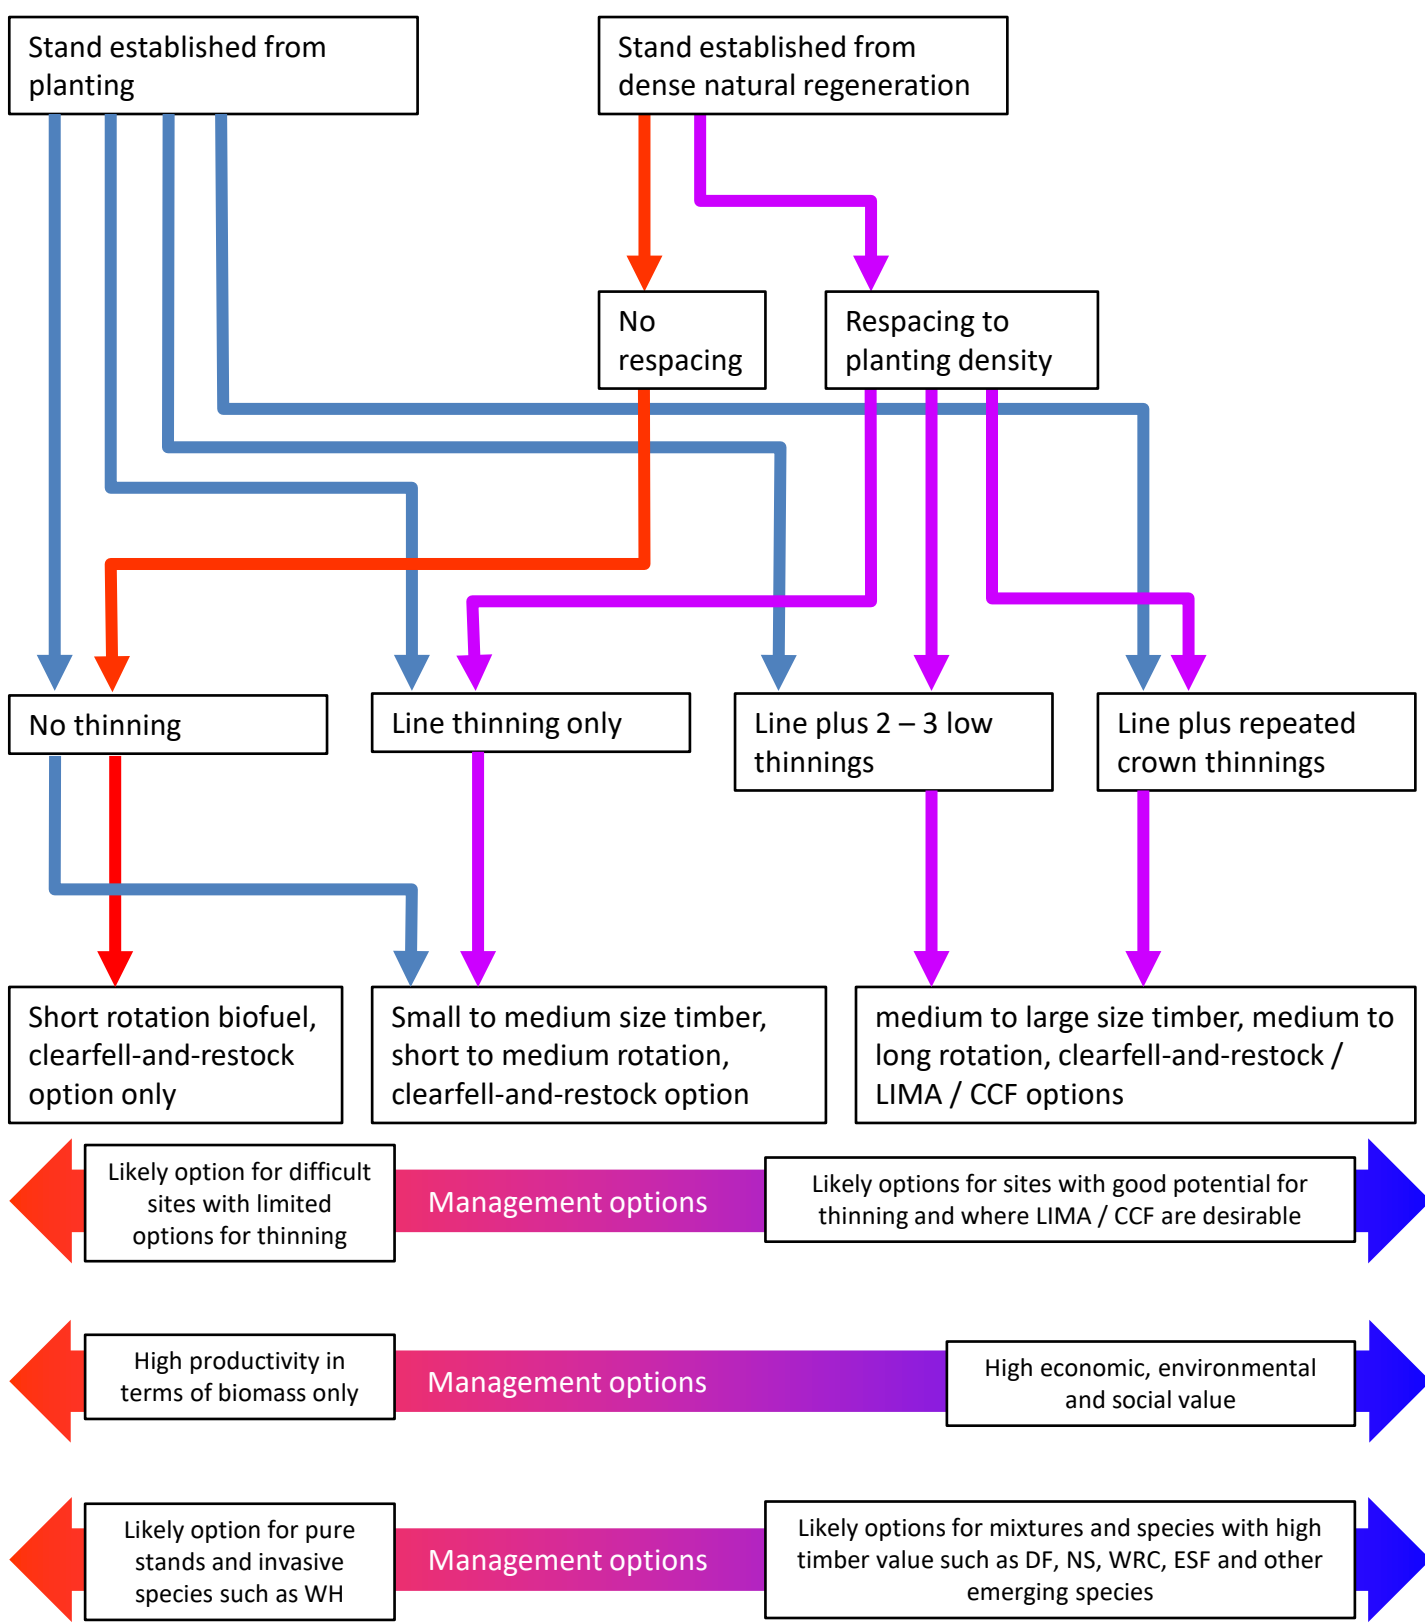 Stand established from
planting
Stand established from
dense natural regeneration
No
respacing
Respacing to
planting density
No thinning
Line thinning only
Line plus 2 – 3 low
thinnings
Line plus repeated
crown thinnings
Short rotation biofuel,
clearfell-and-restock
option only
Small to medium size timber,
short to medium rotation,
clearfell-and-restock option
medium to large size timber, medium to
long rotation, clearfell-and-restock /
LIMA / CCF options
Likely option for difficult
sites with limited
options for thinning
Management options
Likely options for sites with good potential for
thinning and where LIMA / CCF are desirable
High productivity in
terms of biomass only
Management options
High economic, environmental
and social value
Likely option for pure
stands and invasive
species such as WH
Management options
Likely options for mixtures and species with high
timber value such as DF, NS, WRC, ESF and other
emerging species